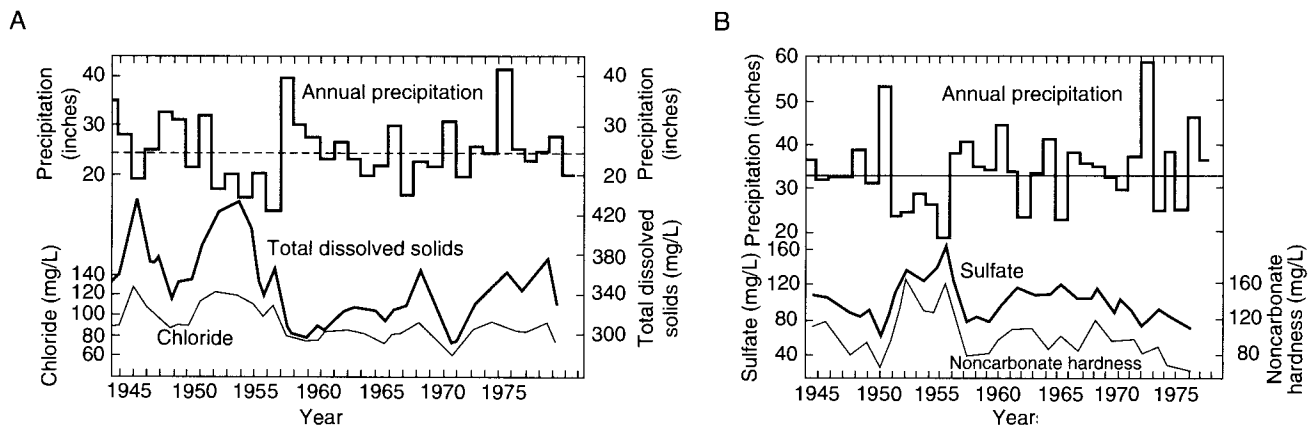 A
Precipitation
(inches)
40
30
20
Annual precipitation
40
30
20
Precipitation
(inches)
Chloride (mg/L)
140
120
100
80
60
Total dissolved solids
Chloride
420
380
340
300
Total dissolved
solids (mg/L)
1945 1950 1955 1960 1965 1970 1975
Year
B
Precipitation (inches)
60
50
40
30
20
Annual precipitation
Sulfate (mg/L)
160
120
80
40
Sulfate
Noncarbonate hardness
160
120
80
Noncarbonate
hardness (mg/L)
1945 1950 1955 1960 1965 1970 1975
Year: